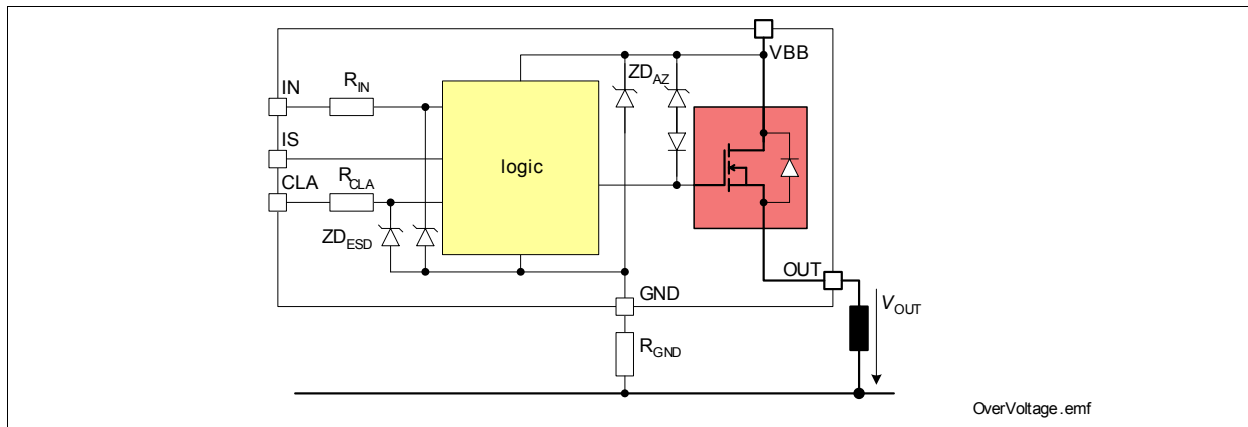 VBB
ZDAZ
IN
RIN
IS
logic
CLA
RCLA
ZDESD
OUT
GND
VOUT
RGND
OverVoltage.emf